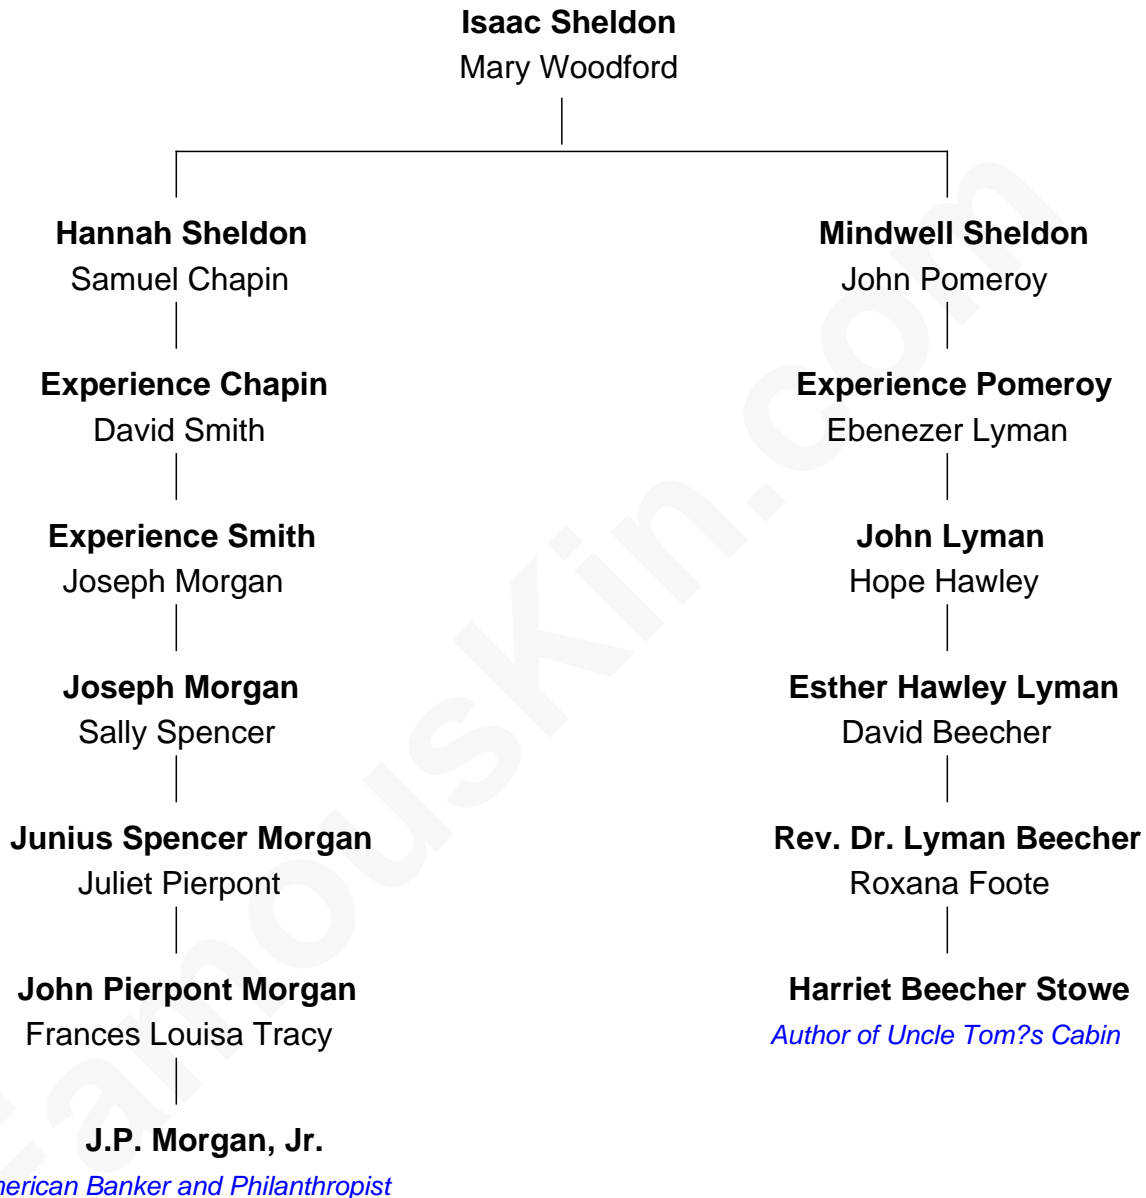 Isaac Sheldon
Mary Woodford
Hannah Sheldon
Samuel Chapin
Mindwell Sheldon
John Pomeroy
Experience Chapin
David Smith
Experience Pomeroy
Ebenezer Lyman
Experience Smith
Joseph Morgan
John Lyman
Hope Hawley
Joseph Morgan
Sally Spencer
Esther Hawley Lyman
David Beecher
Junius Spencer Morgan
Juliet Pierpont
Rev. Dr. Lyman Beecher
Roxana Foote
John Pierpont Morgan
Frances Louisa Tracy
Harriet Beecher Stowe
Author of Uncle Tom?s Cabin
J.P. Morgan, Jr.
merican Banker and Philanthropist
FamousKin.com